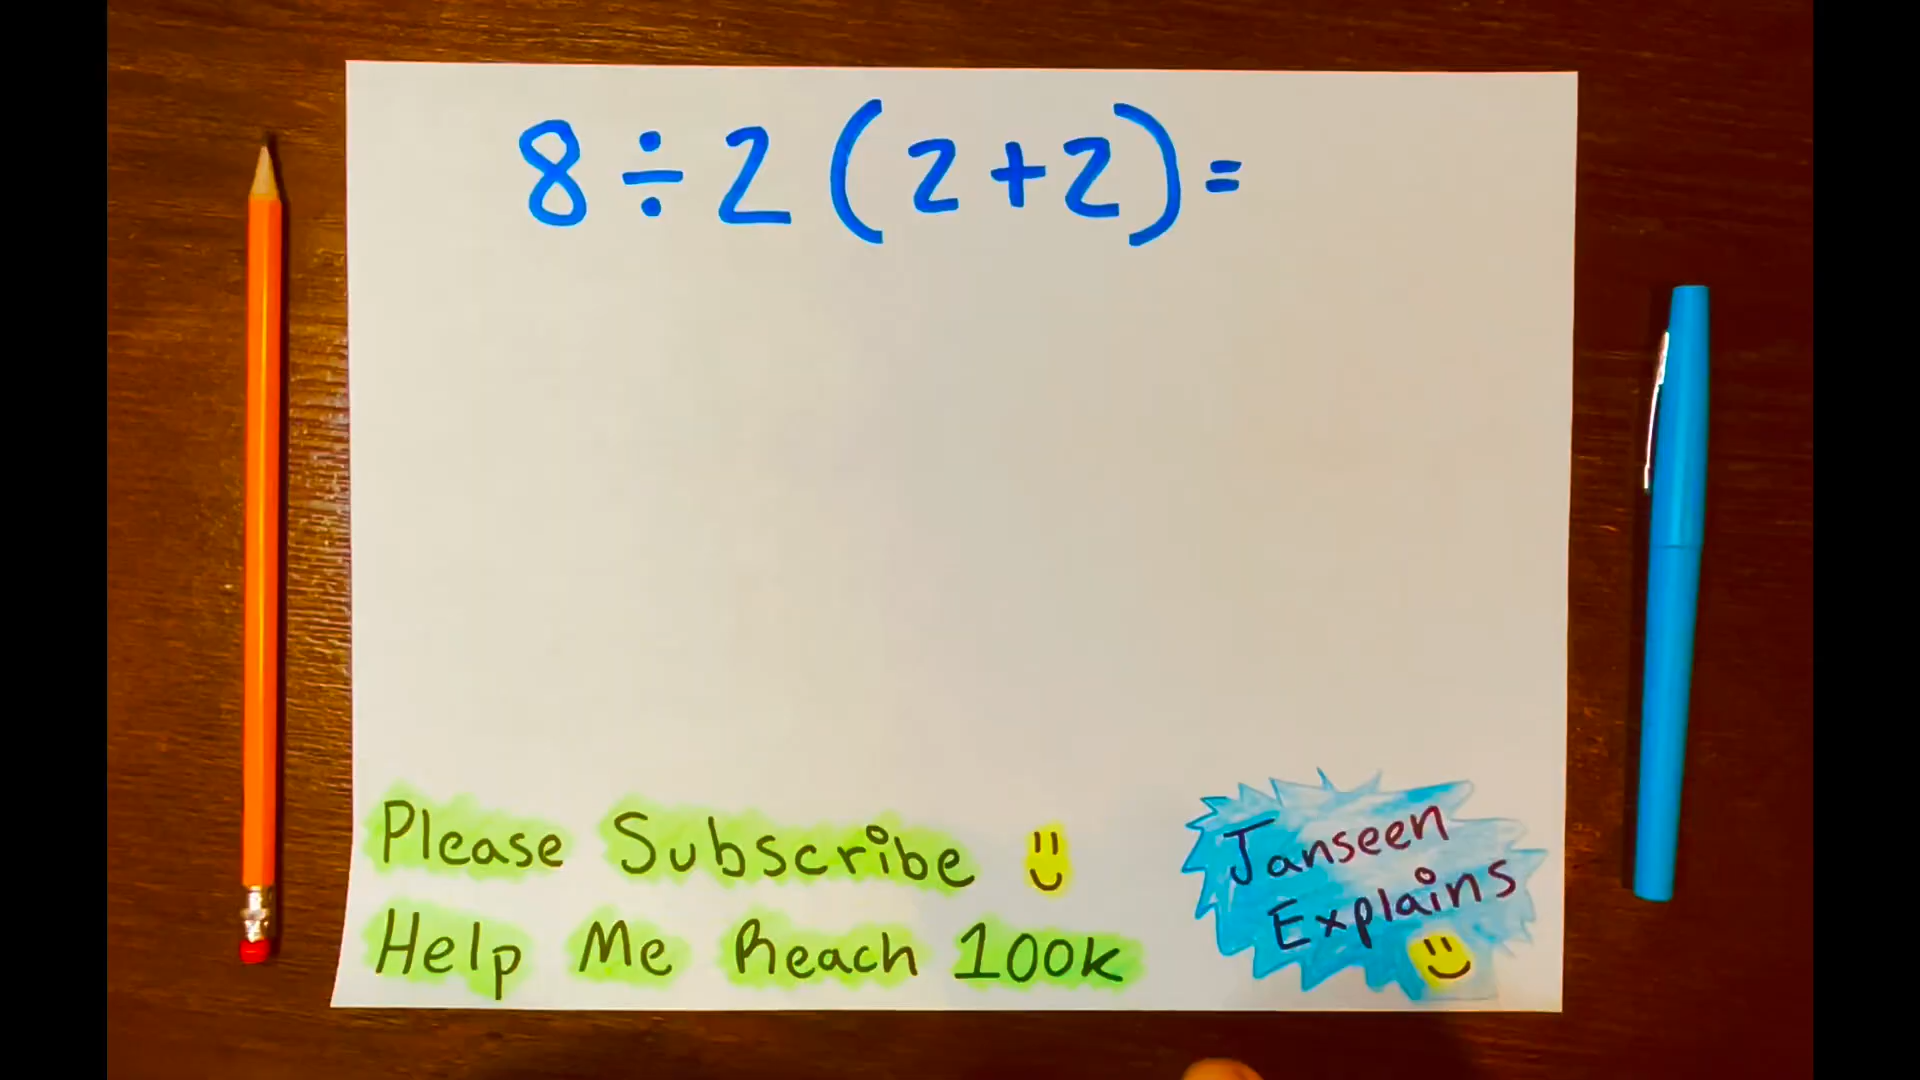 8 ÷ 2 (2+2) =
Please Subscribe
Help Me Reach 100k
Janseen
Explains